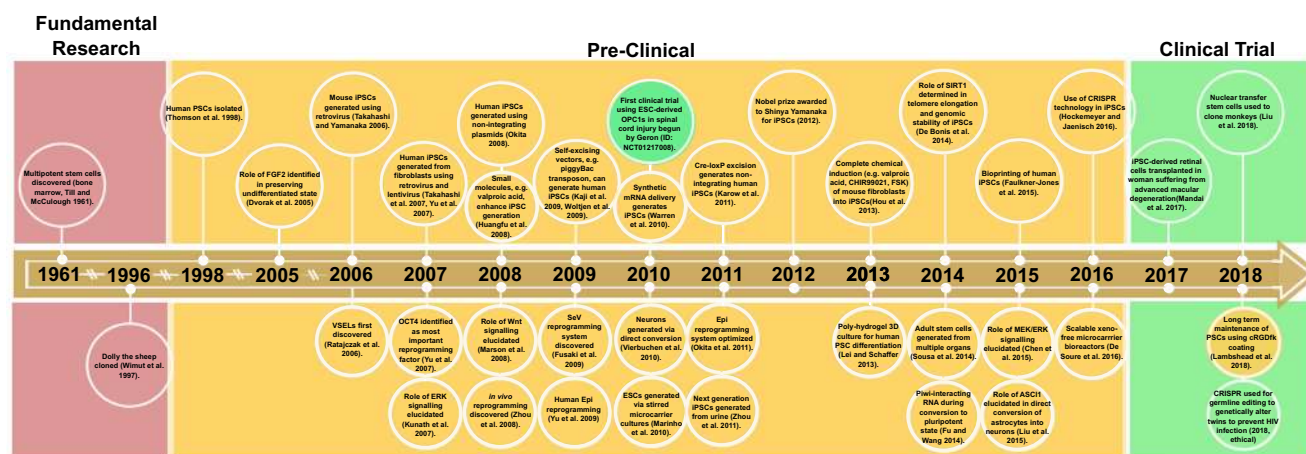 Fundamental
Research
Pre-Clinical
Clinical Trial
Multipotent stem cells
discovered (bone
marrow, Till and
McCulough 1961).
Human PSCs isolated
(Thomson et al. 1998).
Role of FGF2 identified
in preserving
undifferentiated state
(Dvorak et al. 2005)
Mouse iPSCs
generated using
retrovirus (Takahashi
and Yamanaka 2006).
Human iPSCs
generated from
fibroblasts using
retrovirus and
lentivirus (Takahashi
et al. 2007, Yu et al.
2007).
Human iPSCs
generated using
non-integrating
plasmids (Okita
2008).
Small
molecules, e.g.
valproic acid,
enhance iPSC
generation
(Huangfu et al.
2008).
Self-excising
vectors, e.g.
piggyBac
transposon, can
generate human
iPSCs (Kaji et al.
2009, Woltjen et al.
2009).
First clinical trial
using ESC-derived
OPC1s in spinal
cord injury begun
by Geron (ID:
NCT01217008).
Synthetic
mRNA delivery
generates
iPSCs (Warren
et al. 2010).
Cre-loxP excision
generates non-
integrating human
iPSCs (Karow et al.
2011).
Nobel prize awarded
to Shinya Yamanaka
for iPSCs (2012).
Complete chemical
induction (e.g. valproic
acid, CHIR99021, FSK)
of mouse fibroblasts
into iPSCs(Hou et al.
2013).
Role of SIRT1
determined in
telomere elongation
and genomic
stability of iPSCs
(De Bonis et al.
2014).
Bioprinting of human
iPSCs (Faulkner-Jones
et al. 2015).
Use of CRISPR
technology in iPSCs
(Hockemeyer and
Jaenisch 2016).
iPSC-derived retinal
cells transplanted in
woman suffering from
advanced macular
degeneration(Mandai
et al. 2017).
Nuclear transfer
stem cells used to
clone monkeys (Liu
et al. 2018).
1961 1996 1998 2005 2006 2007 2008 2009 2010 2011 2012 2013 2014 2015 2016 2017 2018
Dolly the sheep
cloned (Wimut et al.
1997).
VSELs first
discovered
(Ratajczak et al.
2006).
OCT4 identified
as most
important
reprogramming
factor (Yu et al.
2007).
Role of ERK
signalling
elucidated
(Kunath et al.
2007).
Role of Wnt
signalling
elucidated
(Marson et al.
2008).
in vivo
reprogramming
discovered (Zhou
et al. 2008).
SeV
reprogramming
system
discovered
(Fusaki et al.
2009)
Human Epi
reprogramming
(Yu et al. 2009)
Neurons
generated via
direct conversion
(Vierbuchen et al.
2010).
ESCs generated
via stirred
microcarrier
cultures (Marinho
et al. 2010).
Epi
reprogramming
system optimized
(Okita et al. 2011).
Next generation
iPSCs generated
from urine (Zhou
et al. 2011).
Poly-hydrogel 3D
culture for human
PSC differentiation
(Lei and Schaffer
2013).
Adult stem cells
generated from
multiple organs
(Sousa et al. 2014).
Piwi-interacting
RNA during
conversion to
pluripotent
state (Fu and
Wang 2014).
Role of MEK/ERK
signalling
elucidated (Chen
et al. 2015).
Role of ASCl1
elucidated in direct
conversion of
astrocytes into
neurons (Liu et al.
2015).
Scalable xeno-
free microcarrrier
bioreactors (De
Soure et al. 2016).
Long term
maintenance of
PSCs using cRGDfk
coating
(Lambshead et al.
2018).
CRISPR used for
germline editing to
genetically alter
twins to prevent HIV
infection (2018,
ethical)